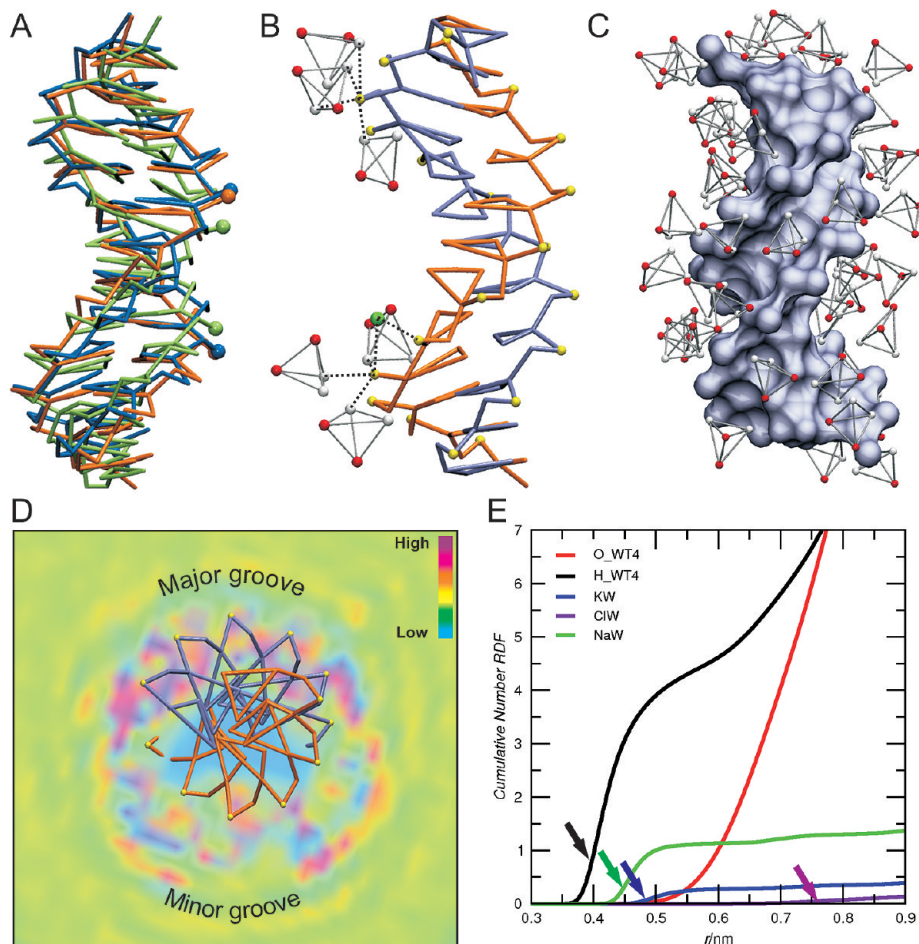 A
B
C
D
High
Low
Major groove
Minor groove
E
Cumulative Number RDF
7
6
5
4
3
2
1
0
O_WT4
H_WT4
KW
ClW
NaW
0.3 0.4 0.5 0.6 0.7 0.8 0.9
r/nm